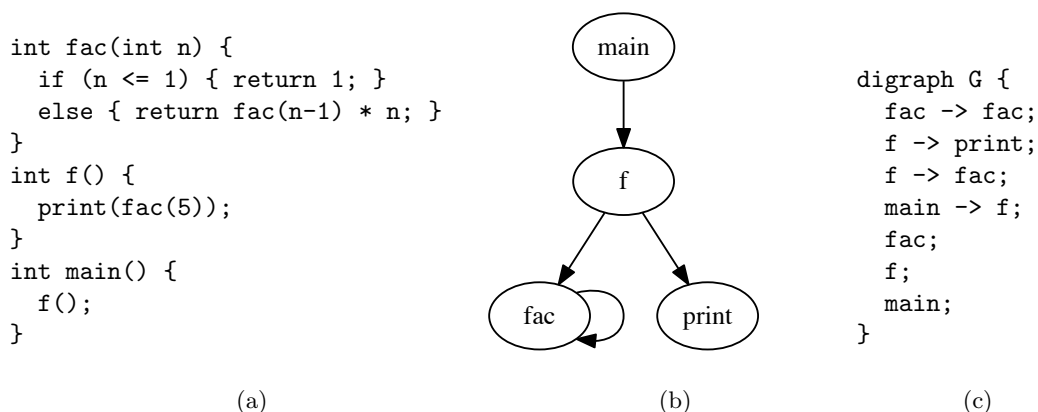 int fac(int n) {
  if (n <= 1) { return 1; }
  else { return fac(n-1) * n; }
}
int f() {
  print(fac(5));
}
int main() {
  f();
}
(a)
main
f
fac print
(b)
digraph G {
  fac -> fac;
  f -> print;
  f -> fac;
  main -> f;
  fac;
  f;
  main;
}
(c)